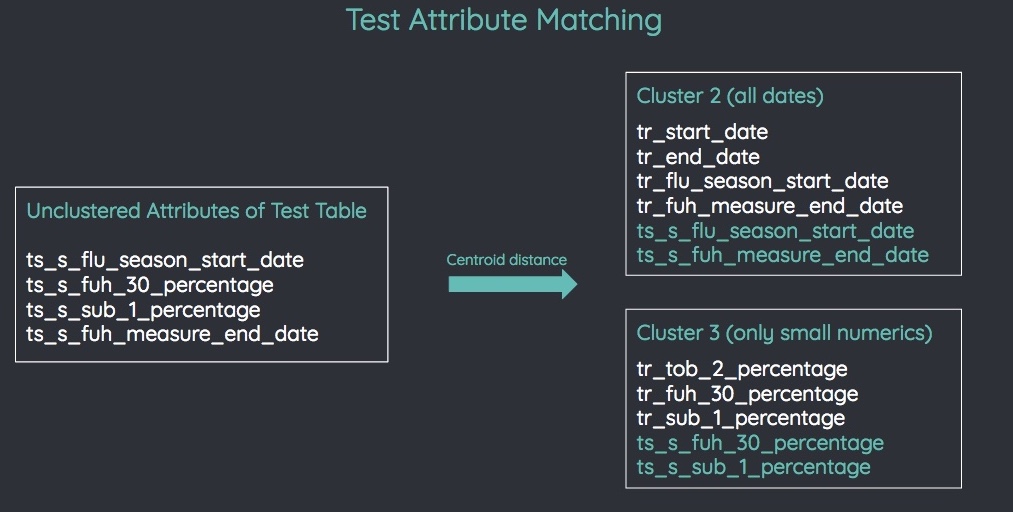 Test Attribute Matching
Unclustered Attributes of Test Table
ts_s_flu_season_start_date
ts_s_fuh_30_percentage
ts_s_sub_1_percentage
ts_s_fuh_measure_end_date
Centroid distance
Cluster 2 (all dates)
tr_start_date
tr_end_date
tr_flu_season_start_date
tr_fuh_measure_end_date
ts_s_flu_season_start_date
ts_s_fuh_measure_end_date
Cluster 3 (only small numerics)
tr_tob_2_percentage
tr_fuh_30_percentage
tr_sub_1_percentage
ts_s_fuh_30_percentage
ts_s_sub_1_percentage